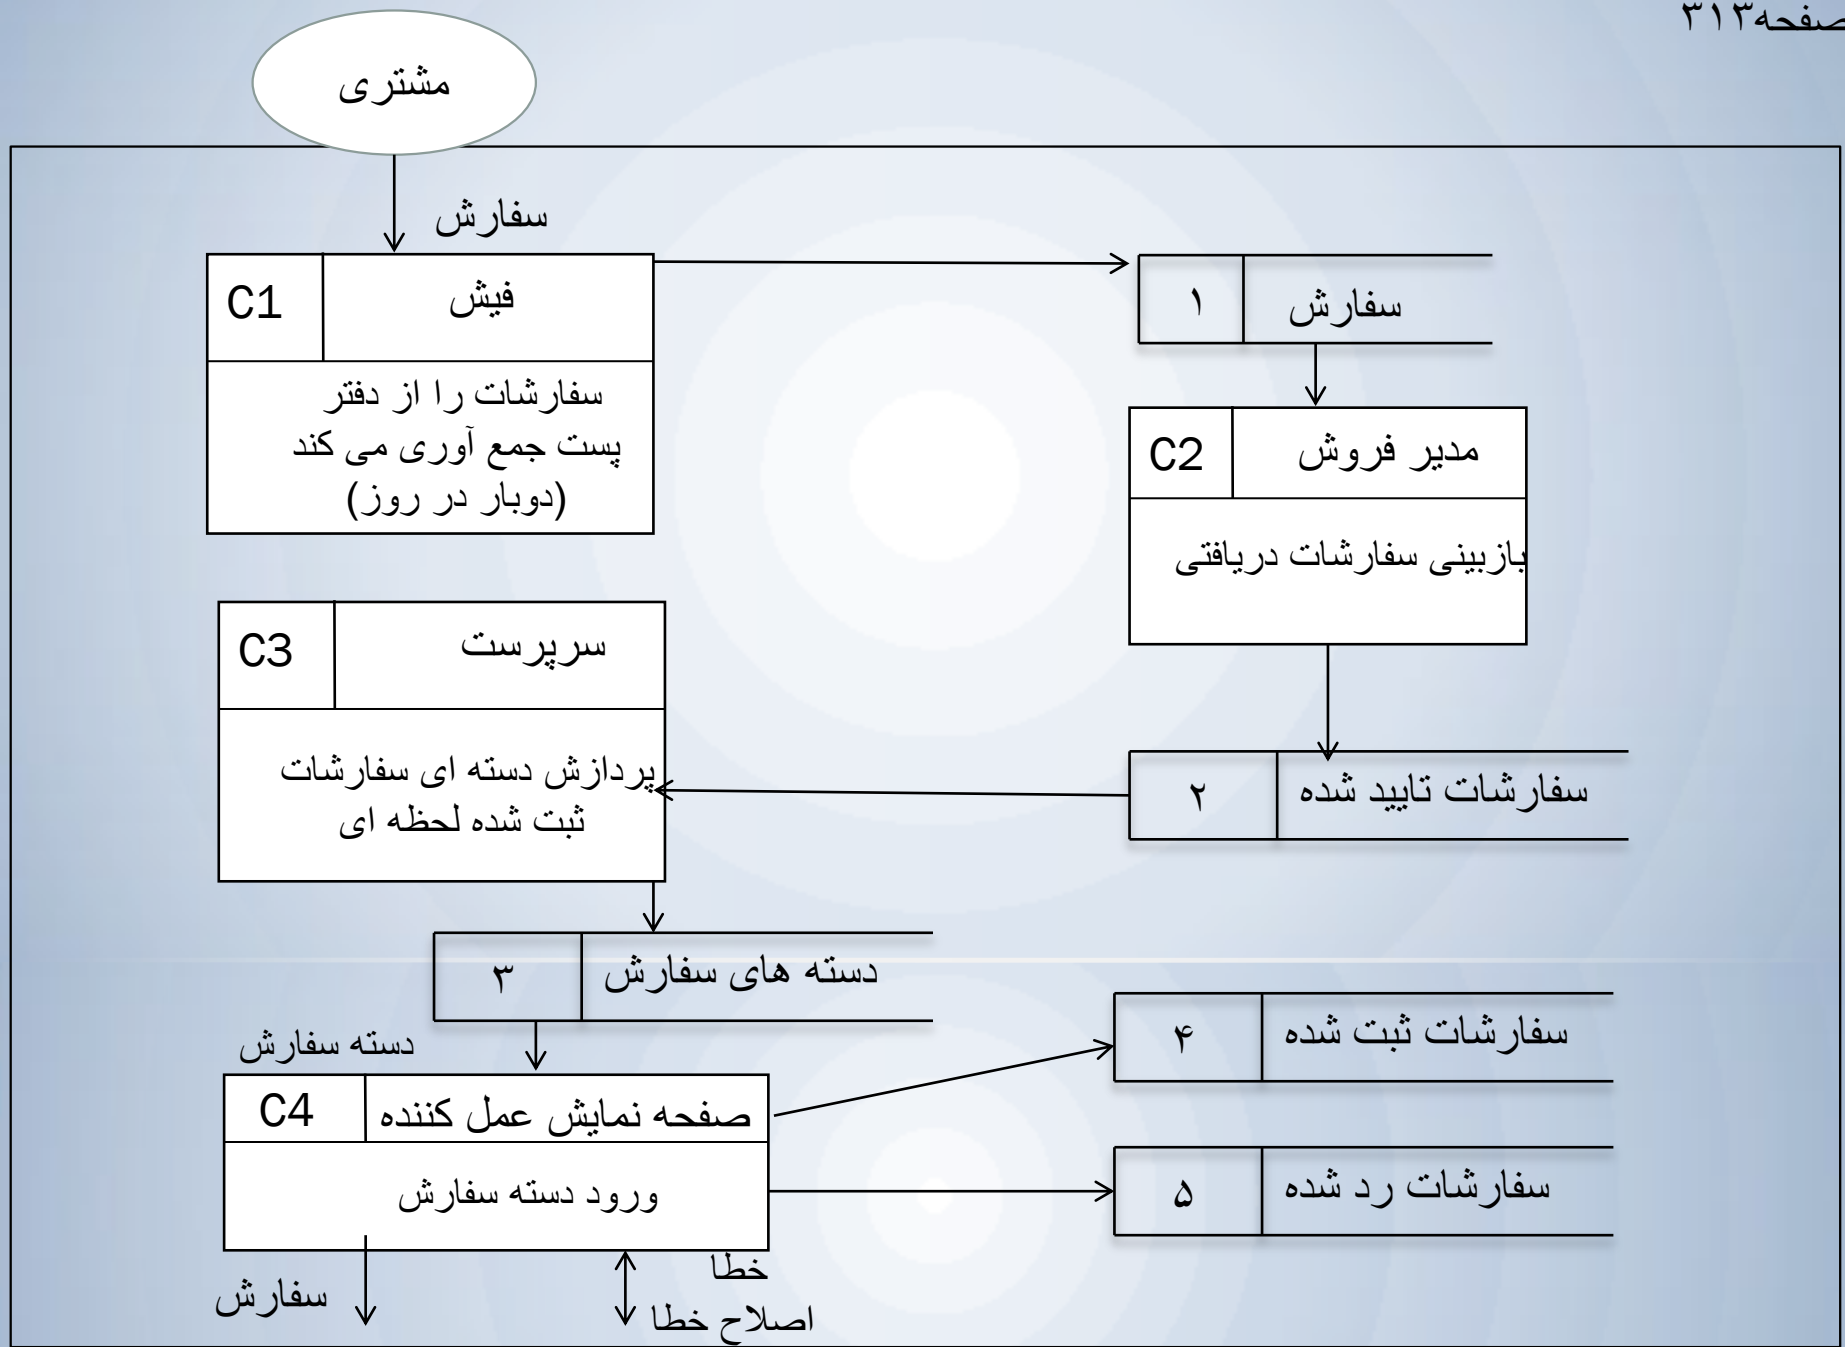 صفحه۳۱۳
مشتری
سفارش
C1
فیش
سفارشات را از دفتر
پست جمع آوری می کند
(دوبار در روز)
۱
سفارش
C2
مدیر فروش
بازبینی سفارشات دریافتی
C3
سرپرست
پردازش دسته ای سفارشات
ثبت شده لحظه ای
۲
سفارشات تایید شده
۳
دسته های سفارش
دسته سفارش
C4
صفحه نمایش عمل کننده
ورود دسته سفارش
۴
سفارشات ثبت شده
۵
سفارشات رد شده
سفارش
خطا
اصلاح خطا